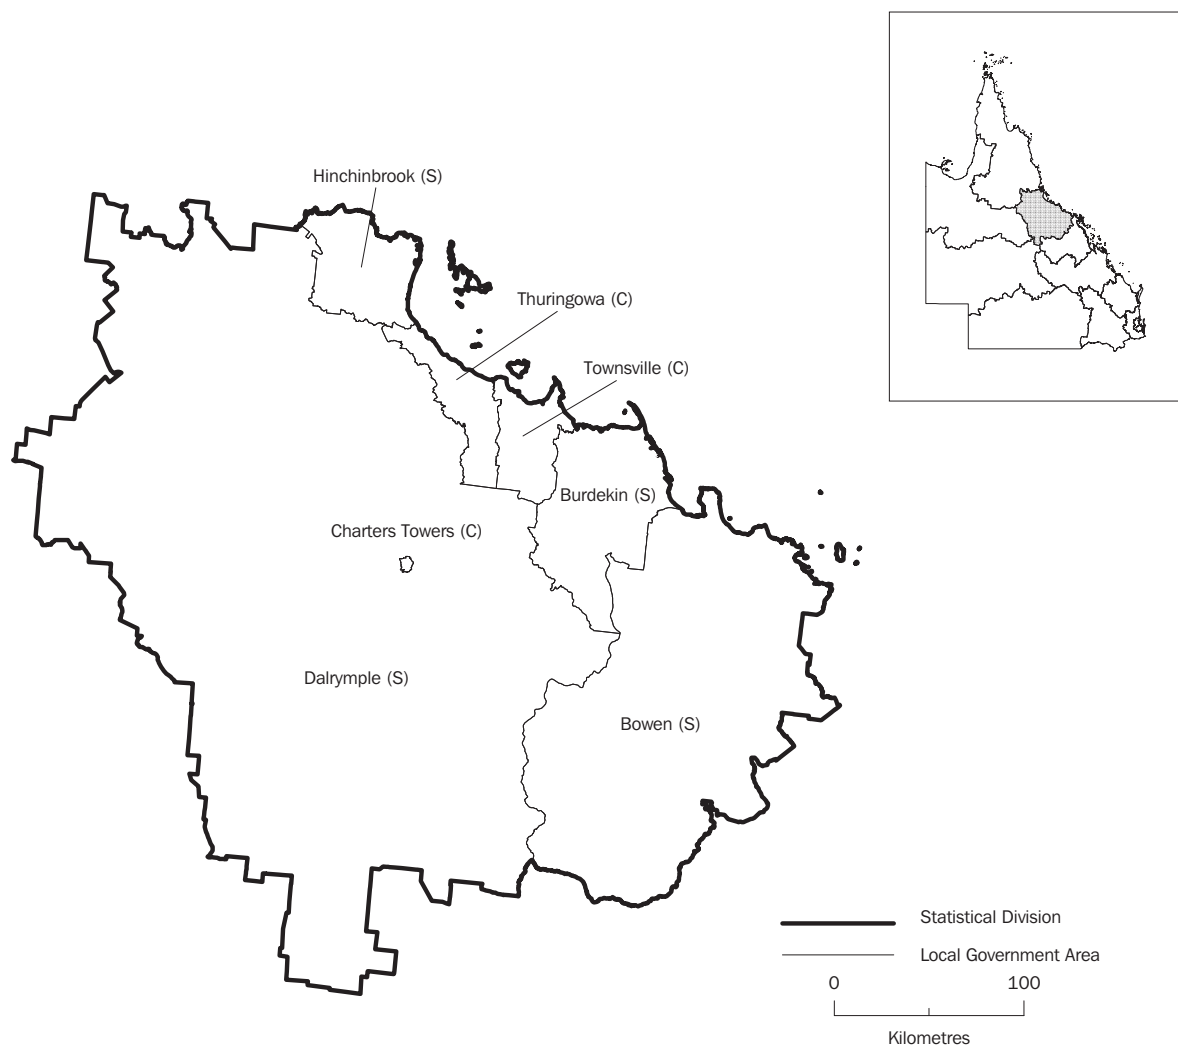 Hinchinbrook (S)
Thuringowa (C)
Townsville (C)
Burdekin (S)
Charters Towers (C)
Dalrymple (S)
Bowen (S)
Statistical Division
Local Government Area
0 100
Kilometres